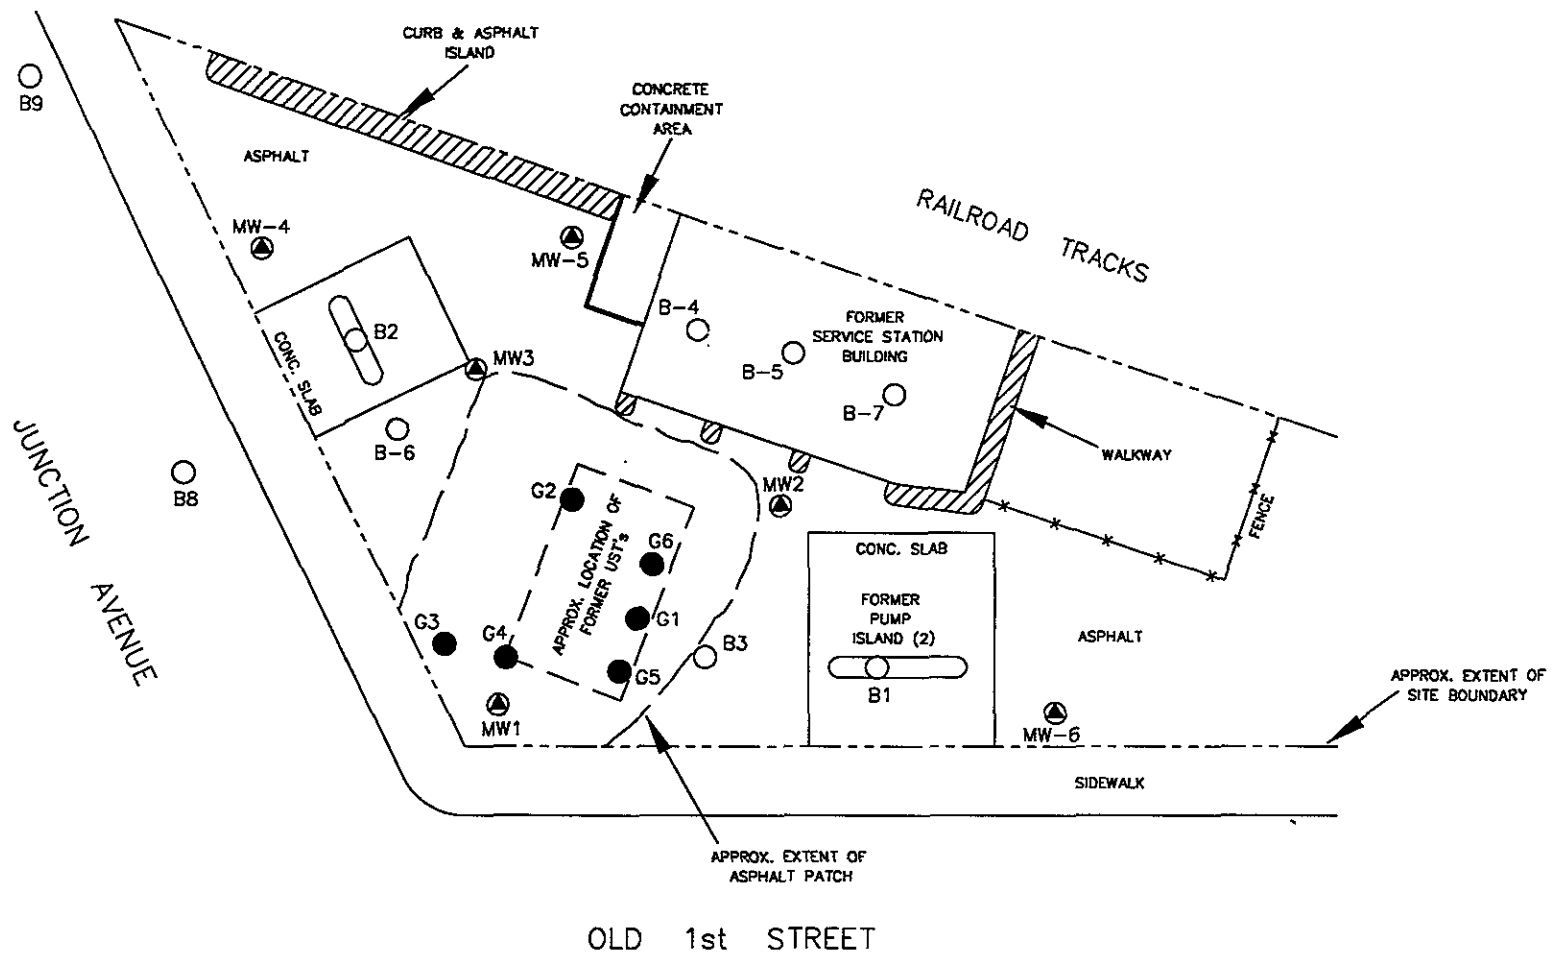 CURB & ASPHALT
ISLAND
B9
CONCRETE
CONTAINMENT
AREA
ASPHALT
RAILROAD TRACKS
MW-4
MW-5
B-4
FORMER
SERVICE STATION
BUILDING
B2
CONC. SLAB
MW3
B-5
B-7
JUNCTION AVENUE
B-6
WALKWAY
B8
G2
MW2
FENCE
APPROX. LOCATION OF
FORMER UST's
G6
CONC. SLAB
FORMER
PUMP
ISLAND (2)
G1
G3
G4
G5
B3
B1
ASPHALT
APPROX. EXTENT OF
SITE BOUNDARY
MW1
MW-6
SIDEWALK
APPROX. EXTENT OF
ASPHALT PATCH
OLD 1st STREET